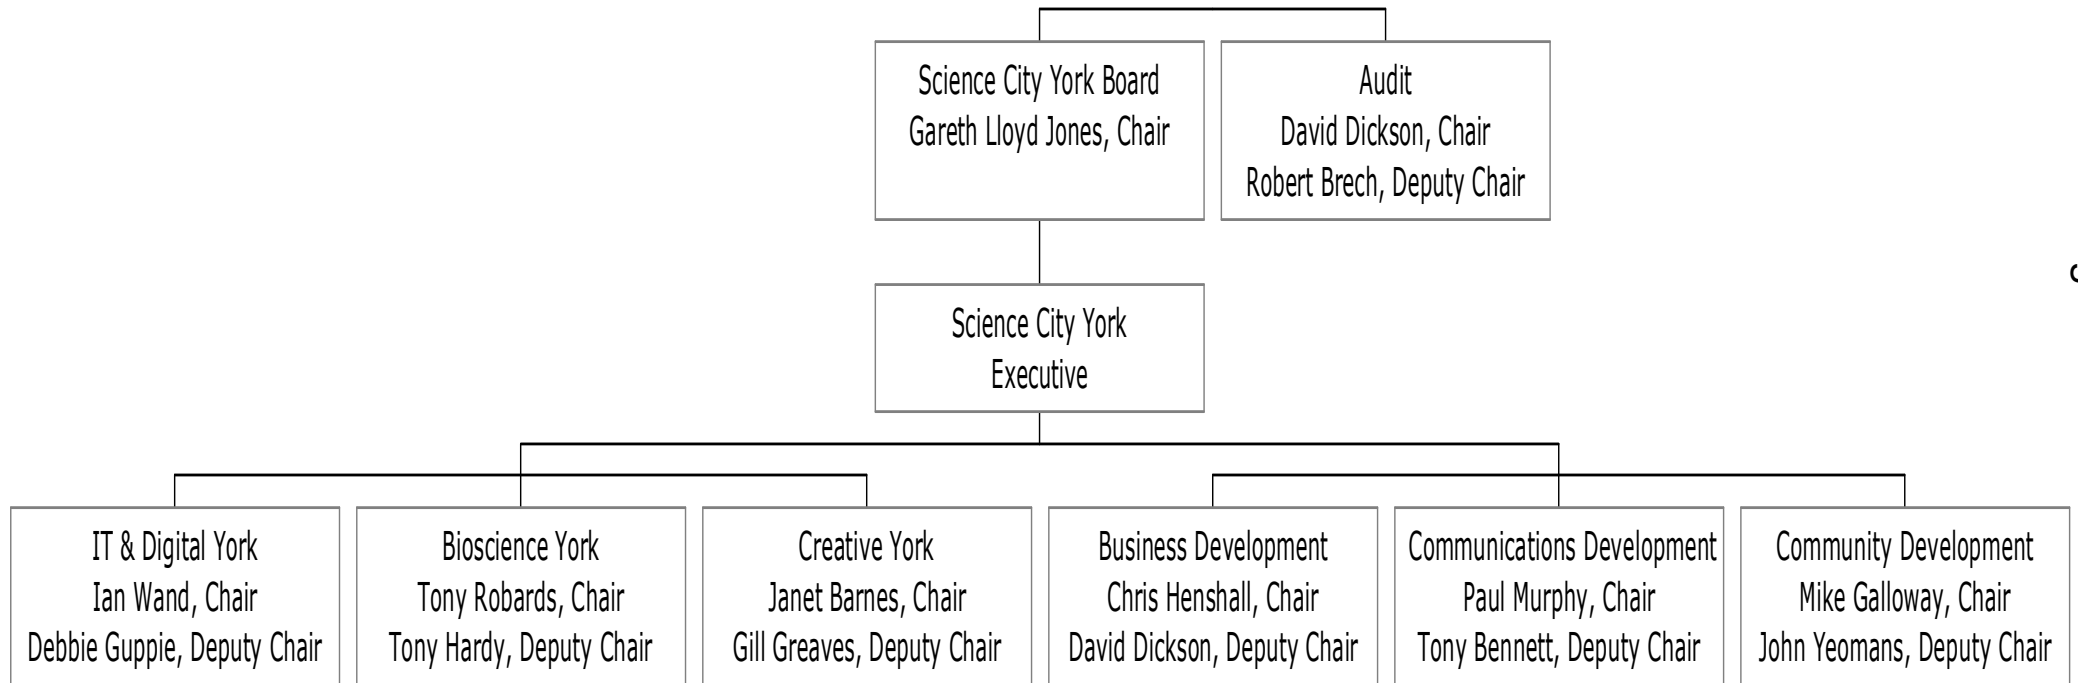 Science City York Board
Gareth Lloyd Jones, Chair
Audit
David Dickson, Chair
Robert Brech, Deputy Chair
Science City York
Executive
IT & Digital York
Ian Wand, Chair
Debbie Guppie, Deputy Chair
Bioscience York
Tony Robards, Chair
Tony Hardy, Deputy Chair
Creative York
Janet Barnes, Chair
Gill Greaves, Deputy Chair
Business Development
Chris Henshall, Chair
David Dickson, Deputy Chair
Communications Development
Paul Murphy, Chair
Tony Bennett, Deputy Chair
Community Development
Mike Galloway, Chair
John Yeomans, Deputy Chair